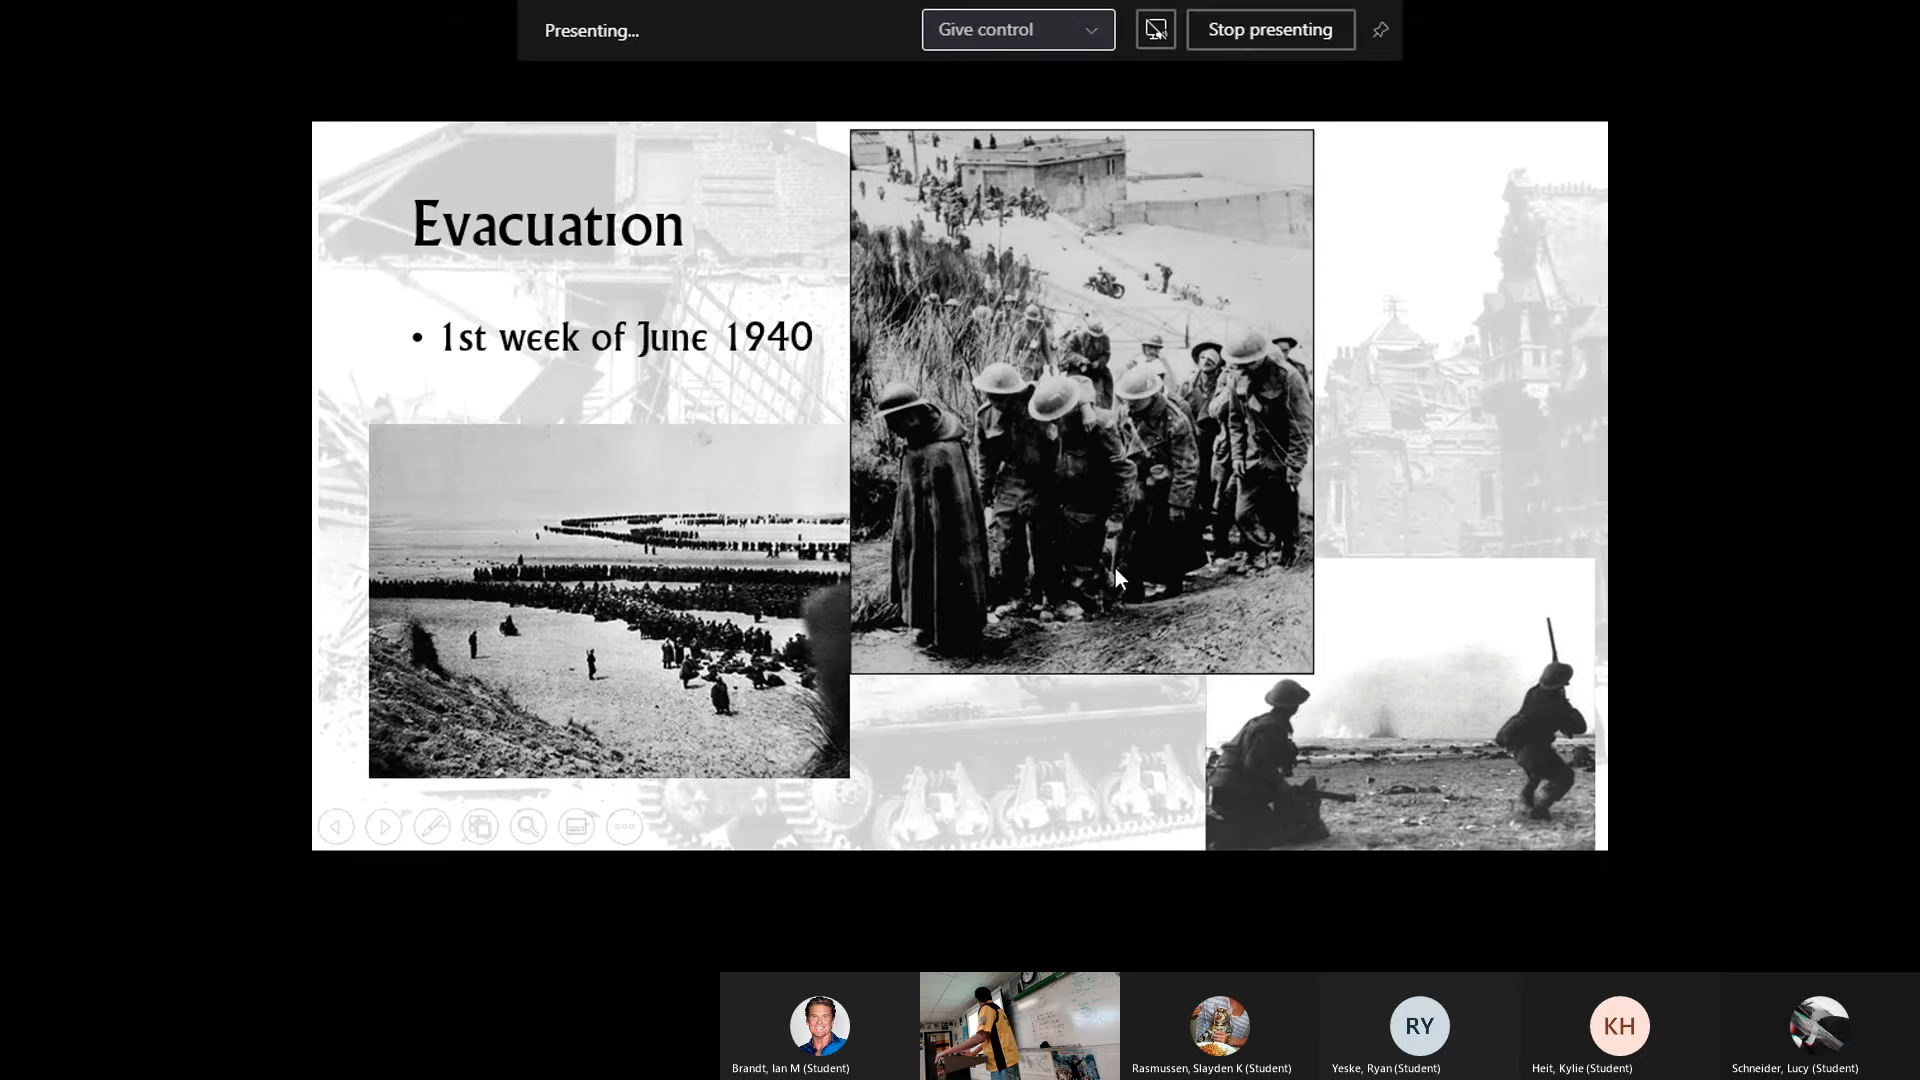 Presenting...
Give control
Stop presenting
Evacuation
• 1st week of June 1940
RY
KH
Brandt, Ian M (Student)
Rasmussen, Slayden K (Student)
Yeske, Ryan (Student)
Heit, Kylie (Student)
Schneider, Lucy (Student)